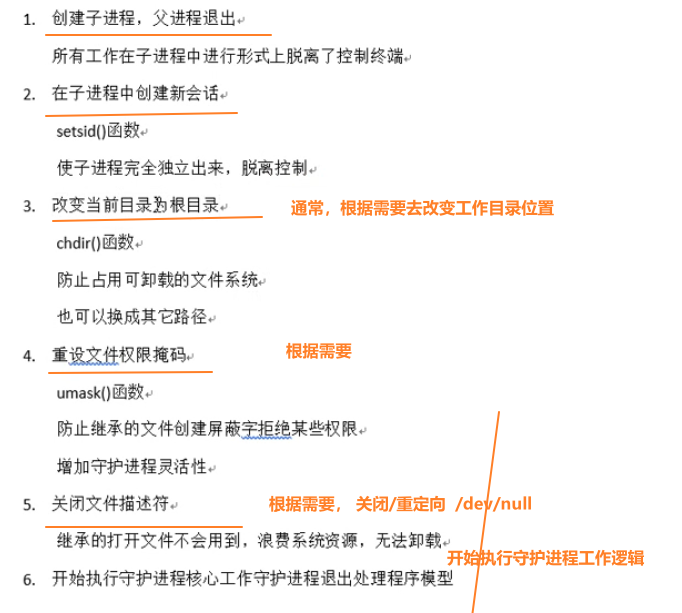 1. 创建子进程，父进程退出
所有工作在子进程中进行形式上脱离了控制终端
2. 在子进程中创建新会话
setsid()函数
使子进程完全独立出来，脱离控制
3. 改变当前目录为根目录 通常，根据需要去改变工作目录位置
chdir()函数
防止占用可卸载的文件系统
也可以换成其它路径
4. 重设文件权限掩码 根据需要
umask()函数
防止继承的文件创建屏蔽字拒绝某些权限
增加守护进程灵活性
5. 关闭文件描述符 根据需要， 关闭/重定向 /dev/null
继承的打开文件不会用到，浪费系统资源，无法卸载
开始执行守护进程工作逻辑
6. 开始执行守护进程核心工作守护进程退出处理程序模型